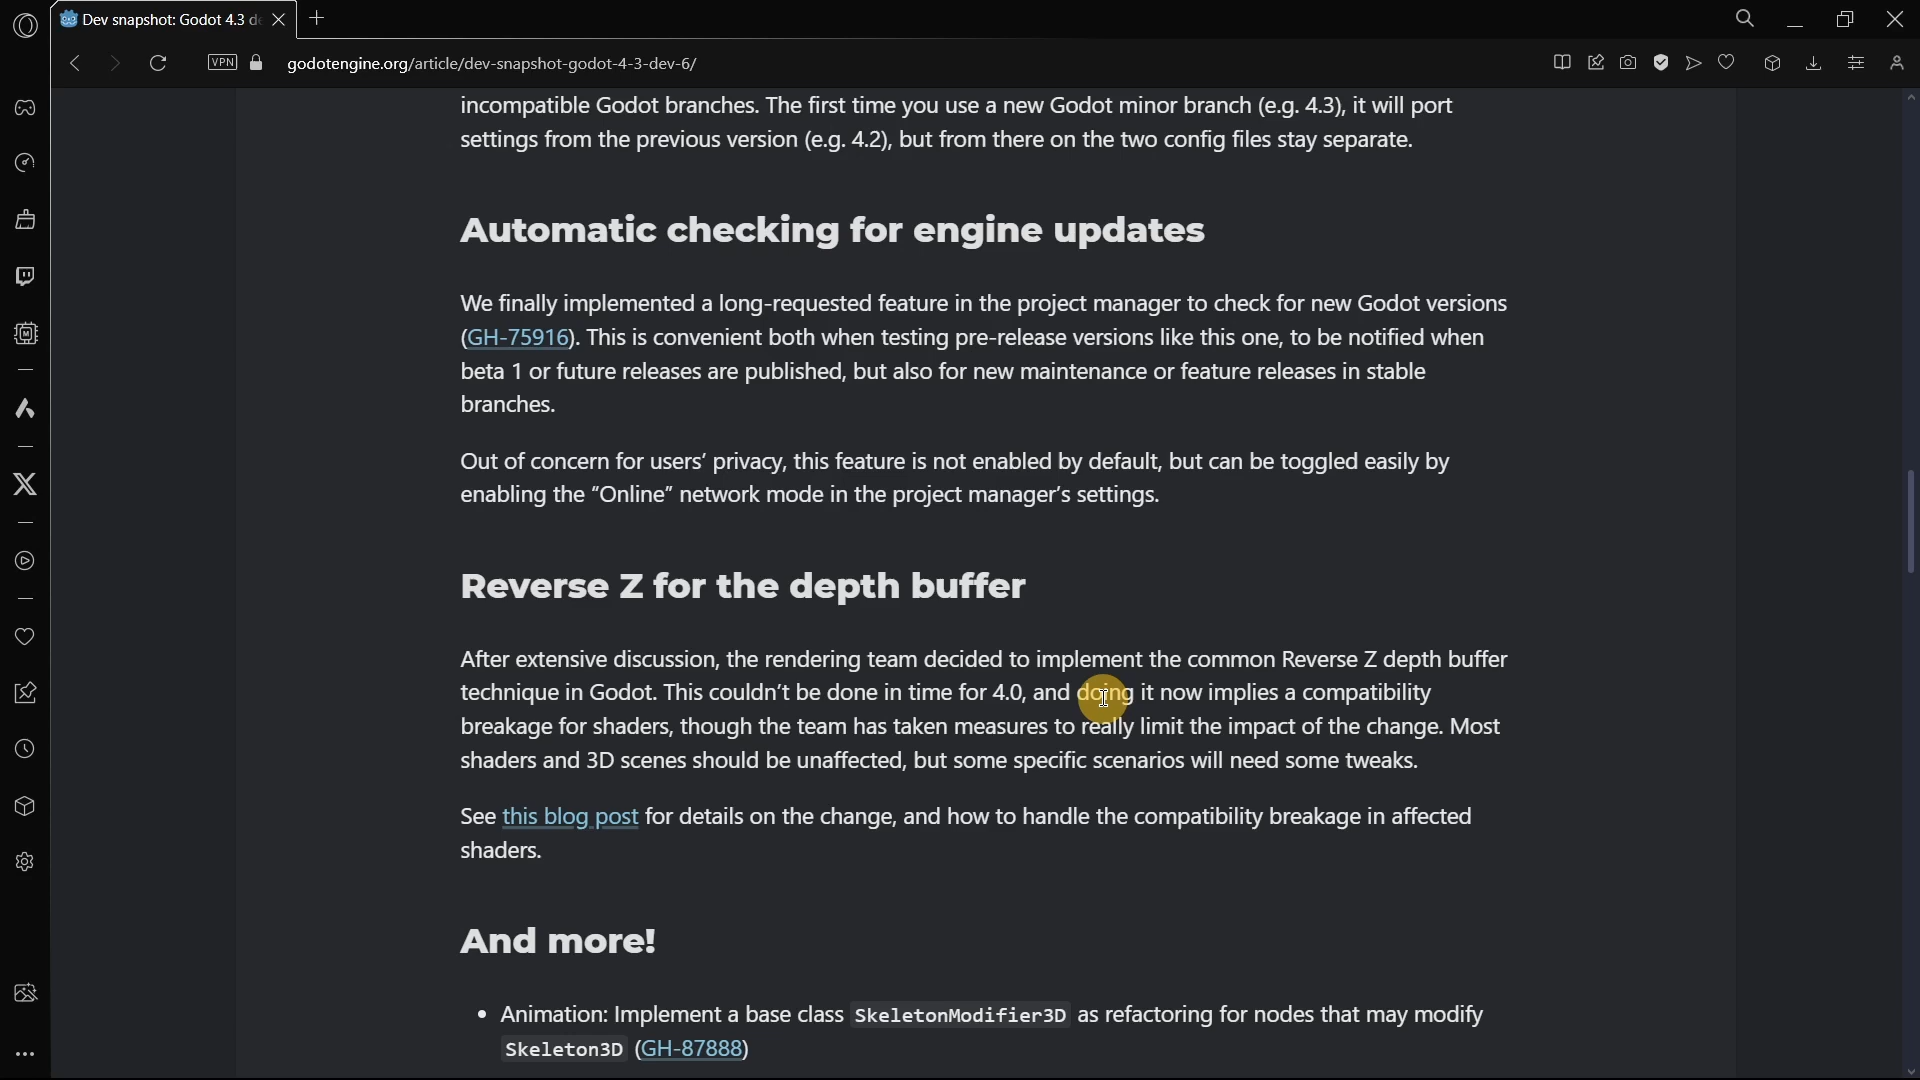 Dev snapshot: Godot 4.3 de
VPN
godotengine.org/article/dev-snapshot-godot-4-3-dev-6/
incompatible Godot branches. The first time you use a new Godot minor branch (e.g. 4.3), it will port
settings from the previous version (e.g. 4.2), but from there on the two config files stay separate.
Automatic checking for engine updates
We finally implemented a long-requested feature in the project manager to check for new Godot versions
(GH-75916). This is convenient both when testing pre-release versions like this one, to be notified when
beta 1 or future releases are published, but also for new maintenance or feature releases in stable
branches.
Out of concern for users’ privacy, this feature is not enabled by default, but can be toggled easily by
enabling the “Online” network mode in the project manager’s settings.
Reverse Z for the depth buffer
After extensive discussion, the rendering team decided to implement the common Reverse Z depth buffer
technique in Godot. This couldn’t be done in time for 4.0, and doing it now implies a compatibility
breakage for shaders, though the team has taken measures to really limit the impact of the change. Most
shaders and 3D scenes should be unaffected, but some specific scenarios will need some tweaks.
See this blog post for details on the change, and how to handle the compatibility breakage in affected
shaders.
And more!
• Animation: Implement a base class SkeletonModifier3D as refactoring for nodes that may modify
Skeleton3D (GH-87888)